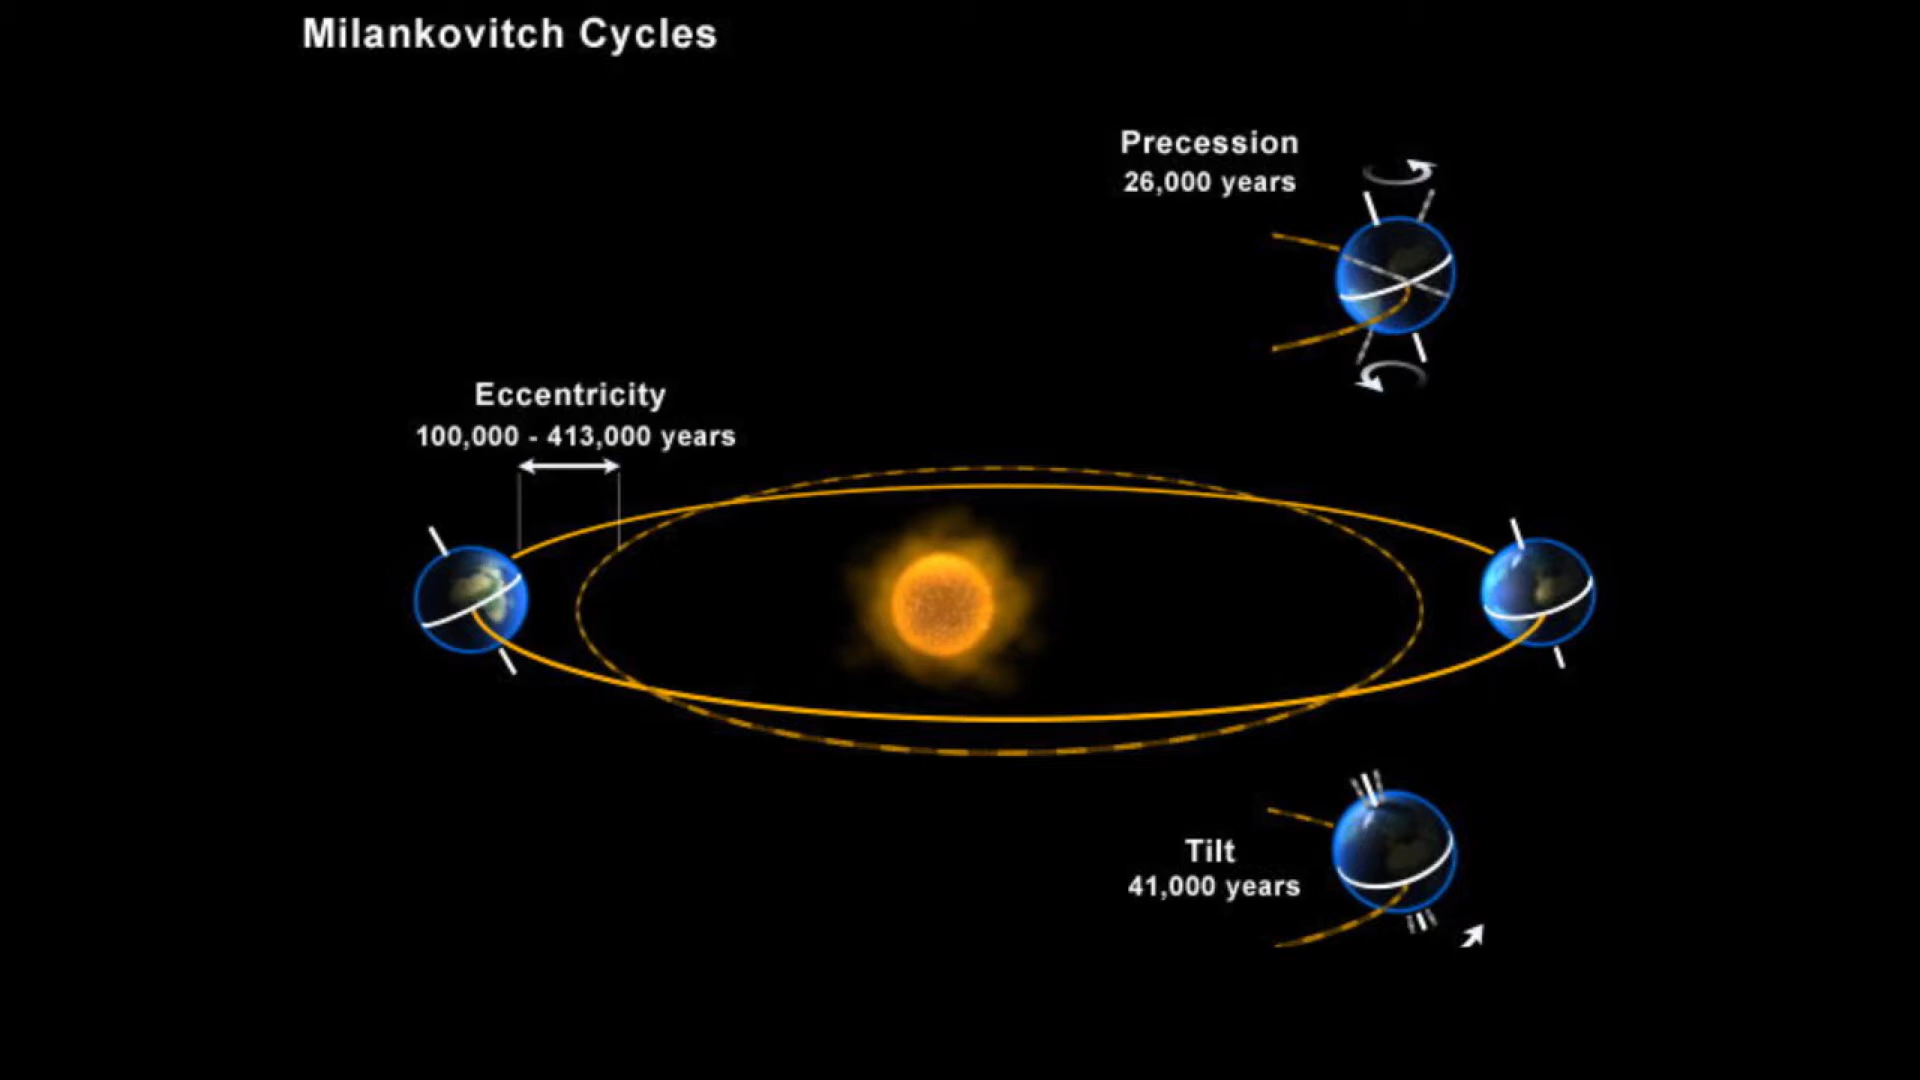 Milankovitch Cycles
Precession
26,000 years
Eccentricity
100,000 - 413,000 years
Tilt
41,000 years